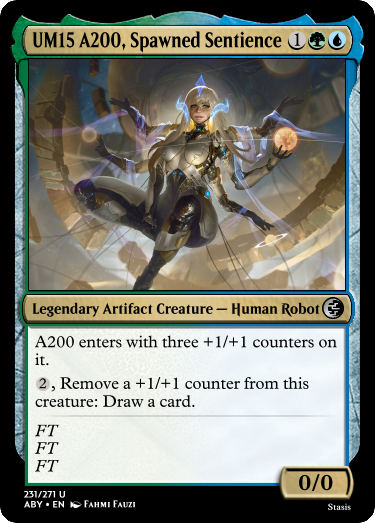 UM15 A200, Spawned Sentience 1
Legendary Artifact Creature — Human Robot
A200 enters with three +1/+1 counters on
it.
2, Remove a +1/+1 counter from this
creature: Draw a card.
FT
FT
FT
0/0
231/271 U
ABY • EN Fahmi Fauzi
Stasis